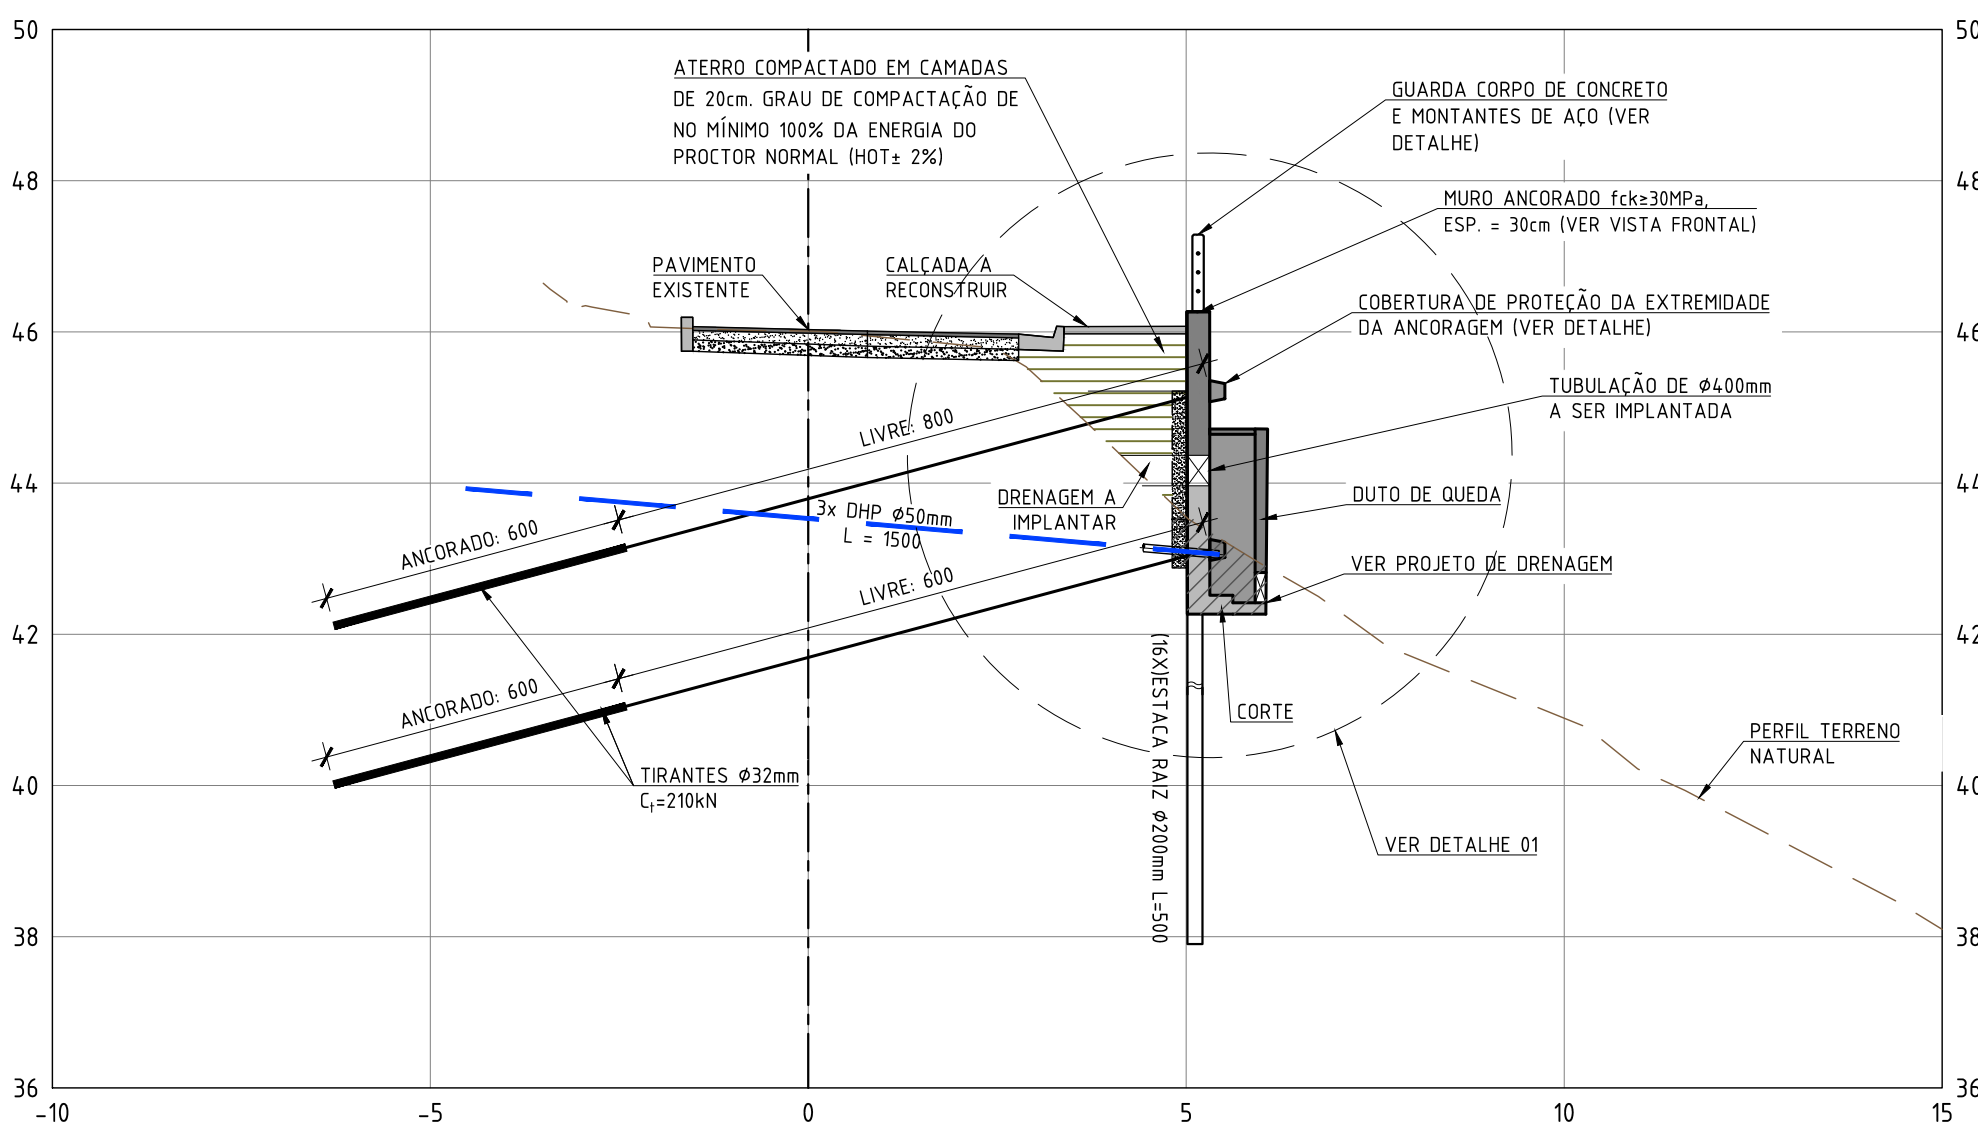 50
50
ATERRO COMPACTADO EM CAMADAS
DE 20cm. GRAU DE COMPACTAÇÃO DE
NO MÍNIMO 100% DA ENERGIA DO
PROCTOR NORMAL (HOT± 2%)
GUARDA CORPO DE CONCRETO
E MONTANTES DE AÇO (VER
DETALHE)
48
48
MURO ANCORADO fck≥30MPa,
ESP. = 30cm (VER VISTA FRONTAL)
PAVIMENTO
EXISTENTE
CALÇADA A
RECONSTRUIR
COBERTURA DE PROTEÇÃO DA EXTREMIDADE
DA ANCORAGEM (VER DETALHE)
46
46
TUBULAÇÃO DE Ø400mm
A SER IMPLANTADA
LIVRE: 800
44
44
DRENAGEM A
IMPLANTAR
DUTO DE QUEDA
3x DHP Ø50mm
L = 1500
ANCORADO: 600
VER PROJETO DE DRENAGEM
LIVRE: 600
42
42
(16X)ESTACA RAIZ Ø200mm L=500
ANCORADO: 600
CORTE
PERFIL TERRENO
NATURAL
TIRANTES Ø32mm
Ct=210kN
40
40
VER DETALHE 01
38
38
36
36
-10
-5
0
5
10
15